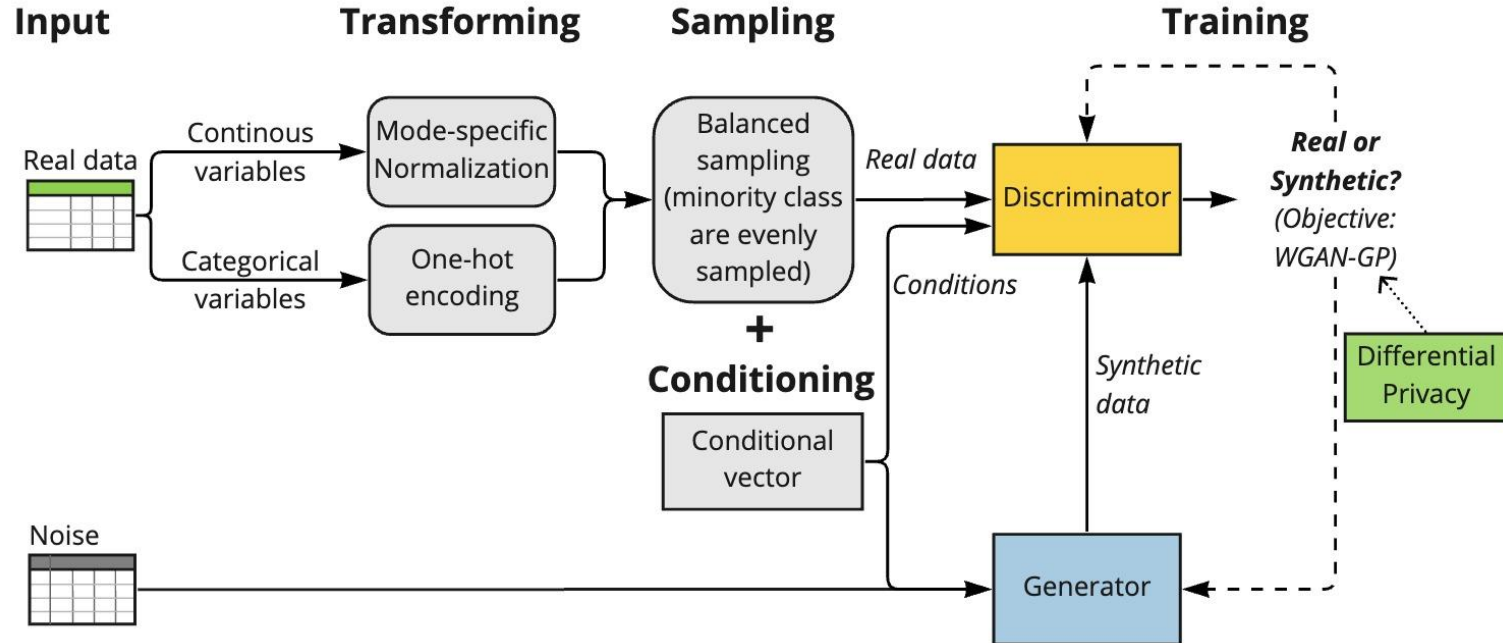 Input
Transforming
Sampling
Training
Real data
Continous
variables
Categorical
variables
Mode-specific
Normalization
One-hot
encoding
Balanced
sampling
(minority class
are evenly
sampled)
+
Conditioning
Conditional
vector
Real data
Conditions
Discriminator
Real or
Synthetic?
(Objective:
WGAN-GP)
Differential
Privacy
Synthetic
data
Noise
Generator